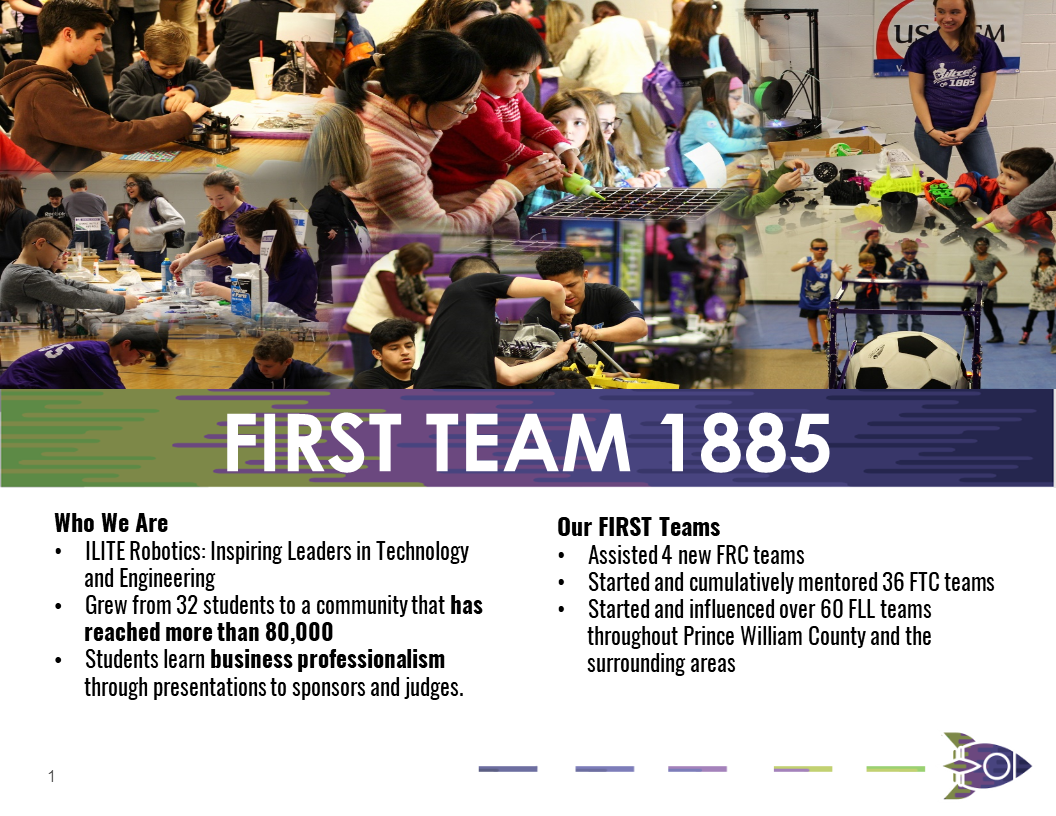 1885
FIRST TEAM 1885
Who We Are
• ILITE Robotics: Inspiring Leaders in Technology
and Engineering
• Grew from 32 students to a community that has
reached more than 80,000
• Students learn business professionalism
through presentations to sponsors and judges.
Our FIRST Teams
• Assisted 4 new FRC teams
• Started and cumulatively mentored 36 FTC teams
• Started and influenced over 60 FLL teams
throughout Prince William County and the
surrounding areas
1